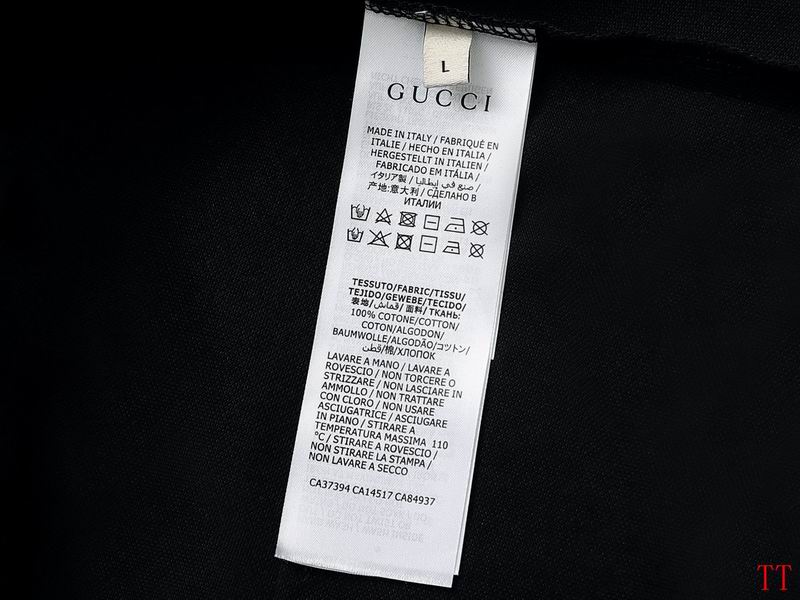 L
GUCCI
MADE IN ITALY / FABRIQUÉ EN
ITALIE / HECHO EN ITALIA /
HERGESTELLT IN ITALIEN /
FABRICADO EM ITÁLIA /
イタリア製 / صنع في إيطاليا /
产地:意大利 / СДЕЛАНО В
ИТАЛИИ
TESSUTO/FABRIC/TISSU/
TEJIDO/GEWEBE/TECIDO/
表地/قماش/面料/ТКАНЬ:
100% COTONE/COTTON/
COTON/ALGODON/
BAUMWOLLE/ALGODÃO/コットン/
قطن/棉/ХЛОПОК
LAVARE A MANO / LAVARE A
ROVESCIO / NON TORCERE O
STRIZZARE / NON LASCIARE IN
AMMOLLO / NON TRATTARE
CON CLORO / NON USARE
ASCIUGATRICE / ASCIUGARE
IN PIANO / STIRARE A
TEMPERATURA MASSIMA 110
°C / STIRARE A ROVESCIO /
NON STIRARE LA STAMPA /
NON LAVARE A SECCO
CA37394 CA14517 CA84937
TT